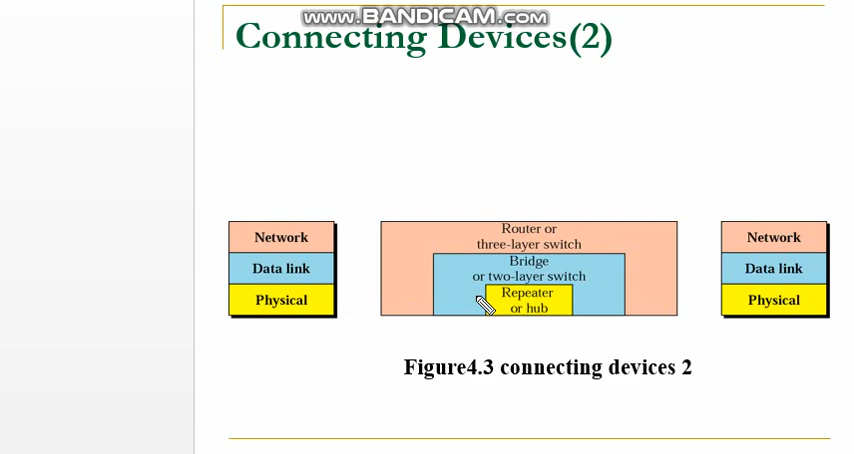 www.BANDICAM.com
Connecting Devices(2)
Network
Data link
Physical
Router or
three-layer switch
Bridge
or two-layer switch
Repeater
or hub
Network
Data link
Physical
Figure4.3 connecting devices 2